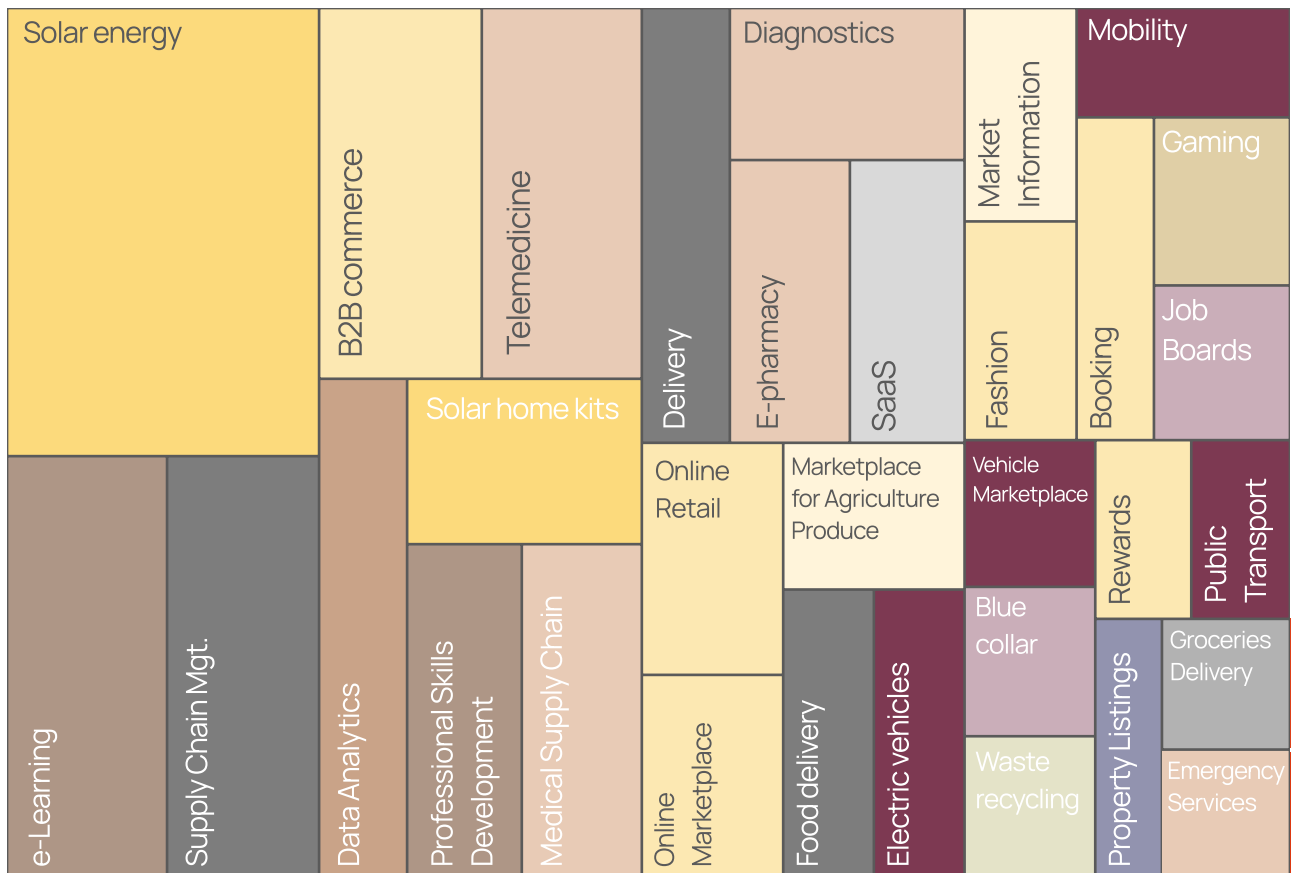 Solar energy
B2B commerce
Telemedicine
Delivery
Diagnostics
E-pharmacy
SaaS
Market
Information
Fashion
Mobility
Booking
Gaming
Job
Boards
e-Learning
Supply Chain Mgt.
Data Analytics
Solar home kits
Professional Skills
Development
Medical Supply Chain
Online
Retail
Online
Marketplace
Marketplace
for Agriculture
Produce
Food delivery
Electric vehicles
Vehicle
Marketplace
Blue
collar
Waste
recycling
Rewards
Public
Transport
Property Listings
Groceries
Delivery
Emergency
Services